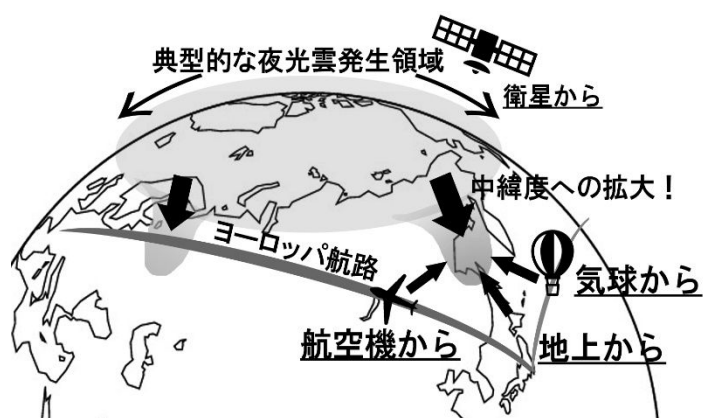 典型的な夜光雲発生領域
衛星から
中緯度への拡大！
ヨーロッパ航路
気球から
航空機から
地上から